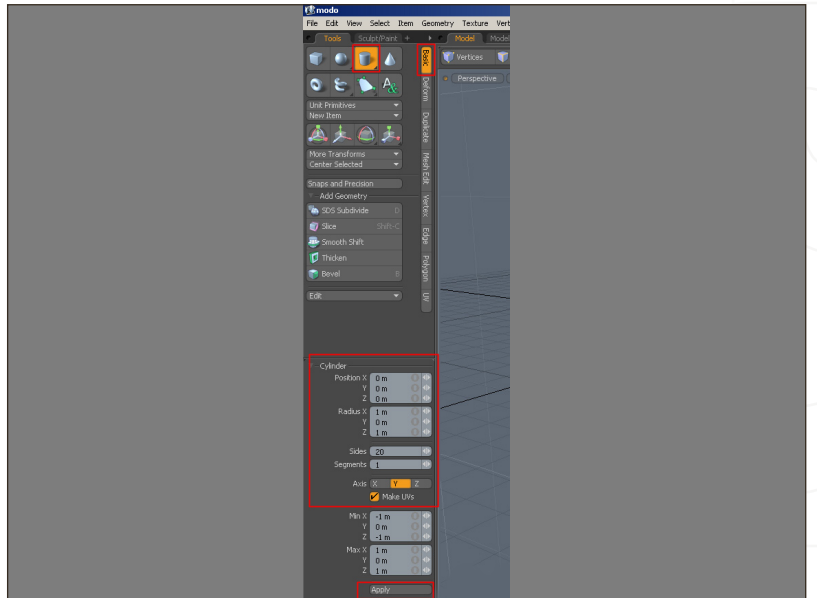 modo
File Edit View Select Item Geometry Texture Vert
Tools Sculpt/Paint + Model Model
Basic
Vertices
Perspective
Deform
Unit Primitives
New Item
Duplicate
More Transforms
Center Selected
Mesh Edit
Snaps and Precision
Add Geometry
Vertex
SDS Subdivide D
Slice Shift-C
Edge
Smooth Shift
Thicken
Polygon
Bevel B
Edit
UV
Cylinder
Position X 0 m
Y 0 m
Z 0 m
Radius X 1 m
Y 0 m
Z 1 m
Sides 20
Segments 1
Axis X Y Z
Make UVs
Min X -1 m
Y 0 m
Z -1 m
Max X 1 m
Y 0 m
Z 1 m
Apply